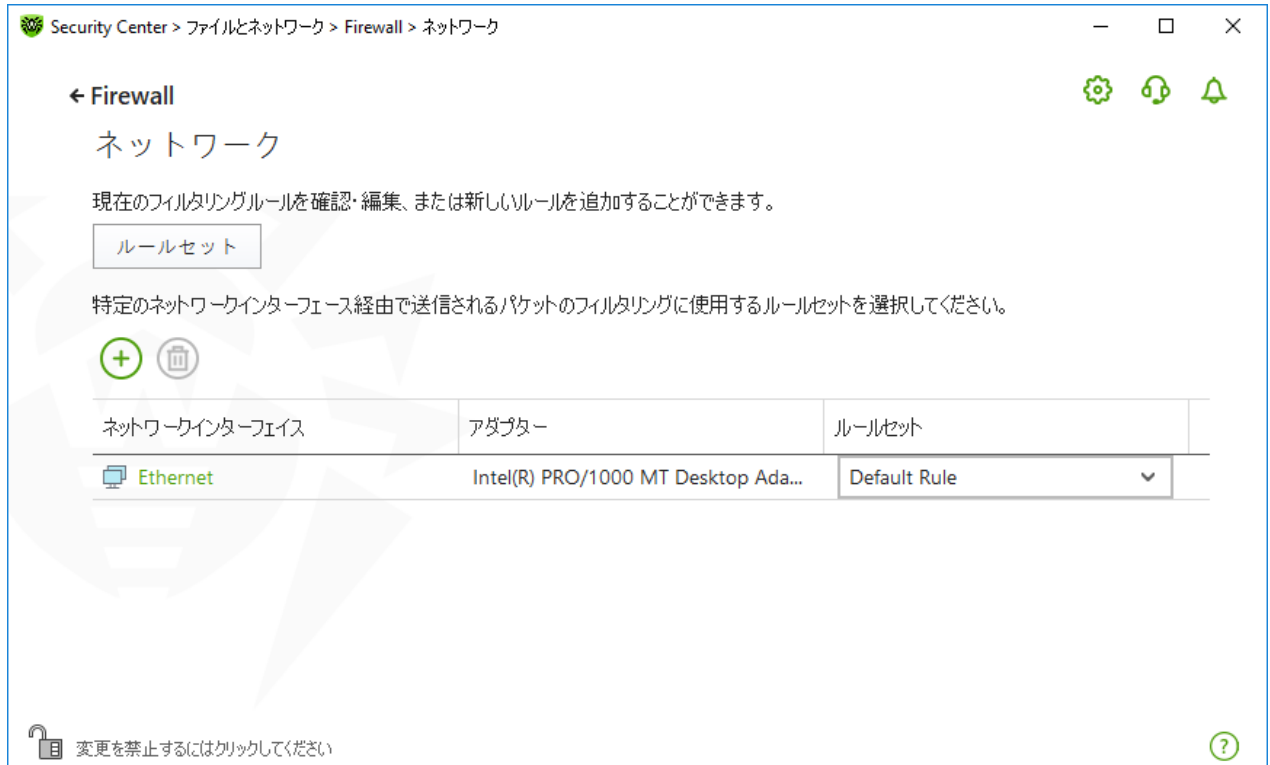 Security Center > ファイルとネットワーク > Firewall > ネットワーク
Firewall
ネットワーク
現在のフィルタリングルールを確認・編集、または新しいルールを追加することができます。
ルールセット
特定のネットワークインターフェース経由で送信されるパケットのフィルタリングに使用するルールセットを選択してください。
ネットワークインターフェイス アダプター ルールセット
Ethernet Intel(R) PRO/1000 MT Desktop Ada... Default Rule
変更を禁止するにはクリックしてください